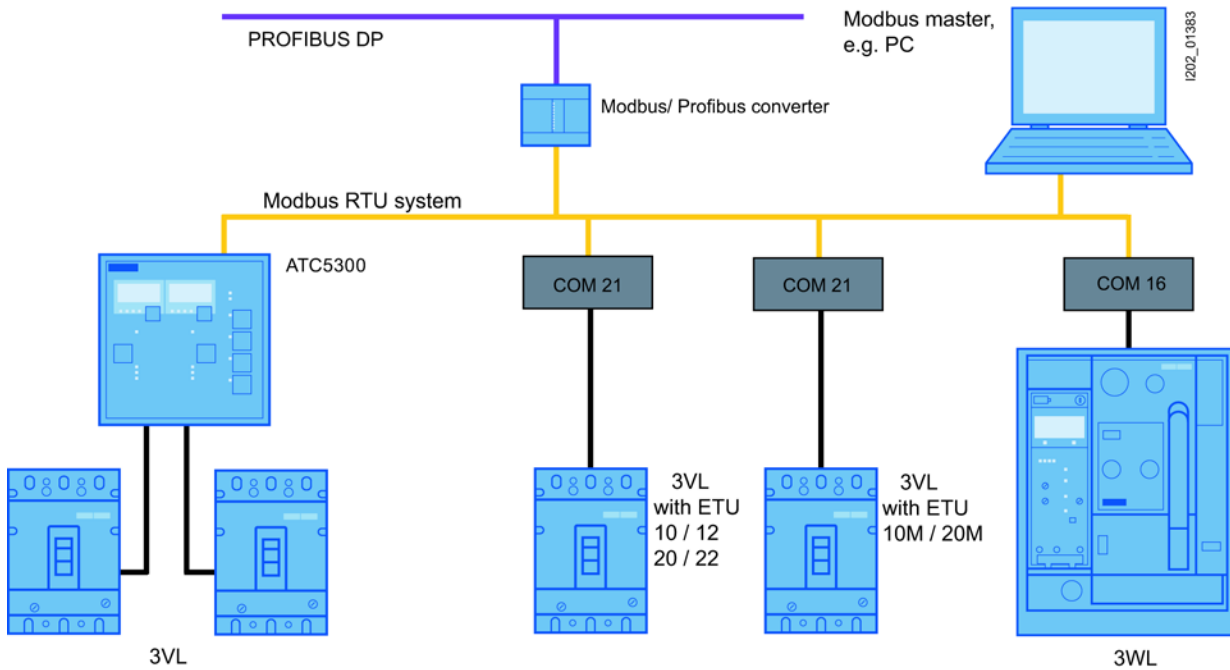 PROFIBUS DP
Modbus master,
e.g. PC
I202_01383
Modbus/ Profibus converter
Modbus RTU system
ATC5300
COM 21
COM 21
COM 16
3VL
with ETU
10 / 12
20 / 22
3VL
with ETU
10M / 20M
3VL
3WL